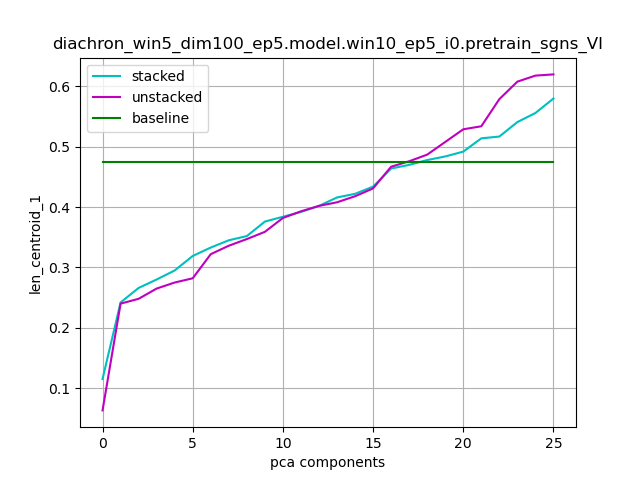 diachron_win5_dim100_ep5.model.win10_ep5_i0.pretrain_sgns_VI
stacked
unstacked
baseline
len_centroid_1
0.6
0.5
0.4
0.3
0.2
0.1
0 5 10 15 20 25
pca components